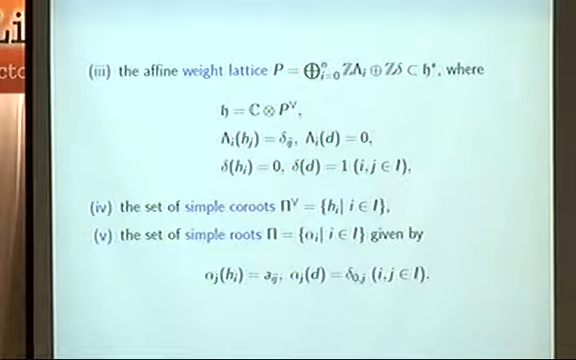 (iii) the affine weight lattice P = ⊕ⁿᵢ₌₀ ℤΛᵢ ⊕ ℤδ ⊂ 𝔥*, where
𝔥 = ℂ ⊗ P^∨,
Λᵢ(hⱼ) = δᵢⱼ, Λᵢ(d) = 0,
δ(hᵢ) = 0, δ(d) = 1 (i, j ∈ I),
(iv) the set of simple coroots Π^∨ = {hᵢ| i ∈ I},
(v) the set of simple roots Π = {αᵢ| i ∈ I} given by
αⱼ(hᵢ) = aᵢⱼ, αⱼ(d) = δ₀,ⱼ (i, j ∈ I).